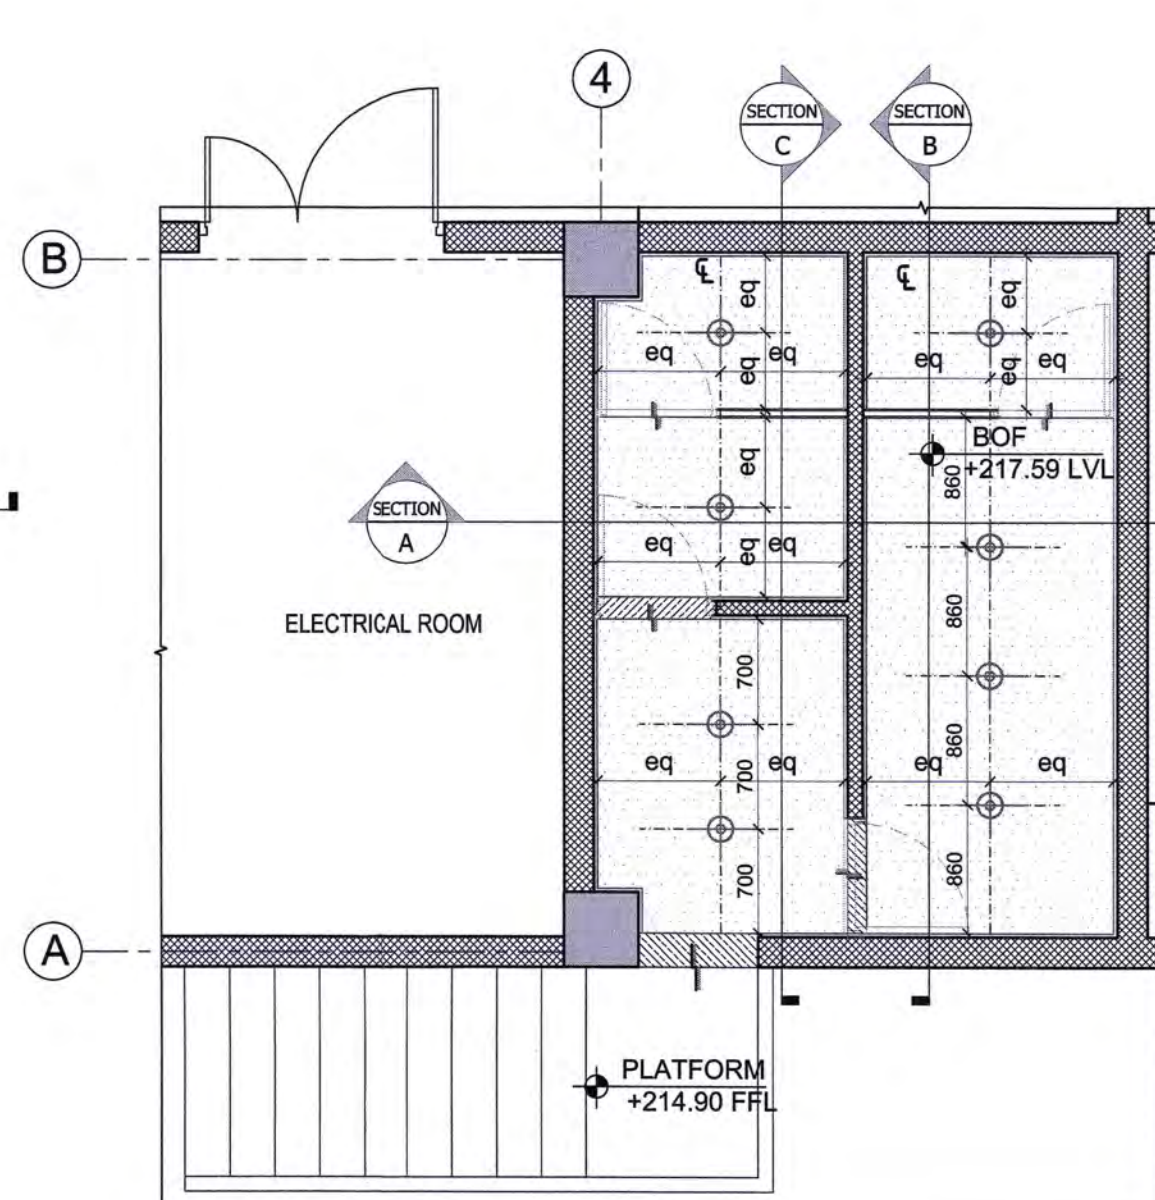 4
SECTION
C
SECTION
B
B
℄
eq
℄
eq
eq
eq
eq
eq
eq
eq
eq
BOF
+217.59 LVL
860
SECTION
A
eq
eq
eq
860
ELECTRICAL ROOM
700
eq
700
eq
860
eq
eq
700
860
A
PLATFORM
+214.90 FFL